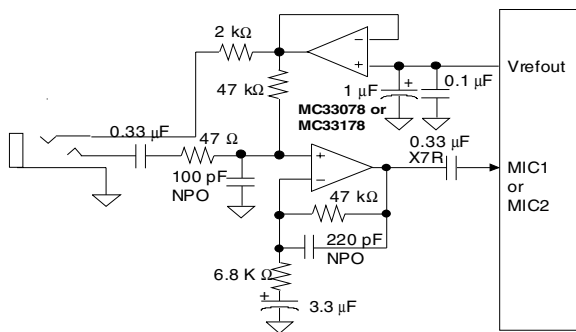 2 kΩ
−
+
Vrefout
47 kΩ
1 µF
+
0.1 µF
MC33078 or
MC33178
0.33 µF
47 Ω
0.33 µF
X7R
+
−
100 pF
NPO
MIC1
or
MIC2
47 kΩ
220 pF
NPO
6.8 K Ω
+
3.3 µF